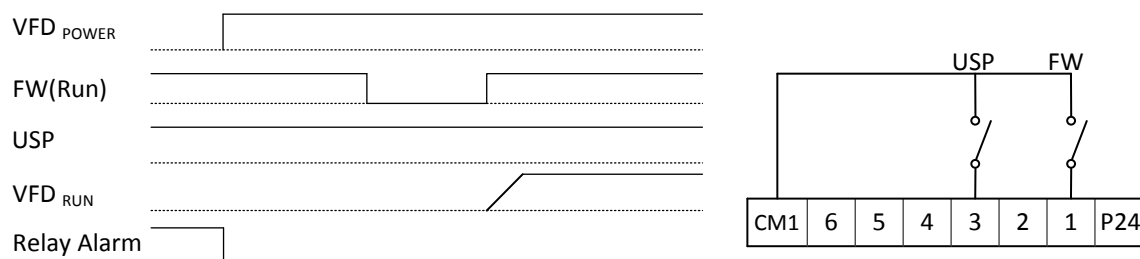 VFD POWER
FW(Run)
USP
VFD RUN
Relay Alarm
USP FW
CM1 6 5 4 3 2 1 P24